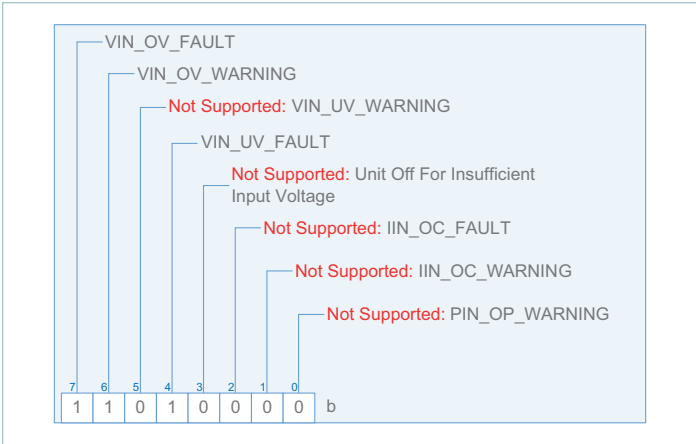 VIN_OV_FAULT
VIN_OV_WARNING
Not Supported: VIN_UV_WARNING
VIN_UV_FAULT
Not Supported: Unit Off For Insufficient
Input Voltage
Not Supported: IIN_OC_FAULT
Not Supported: IIN_OC_WARNING
Not Supported: PIN_OP_WARNING
7 6 5 4 3 2 1 0
1 1 0 1 0 0 0 0 b